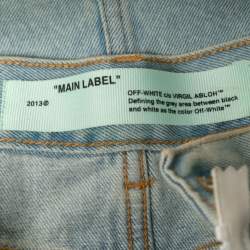 "MAIN LABEL"
2013®
OFF-WHITE c/o VIRGIL ABLOH™
Defining the grey area between black
and white as the color Off-White™